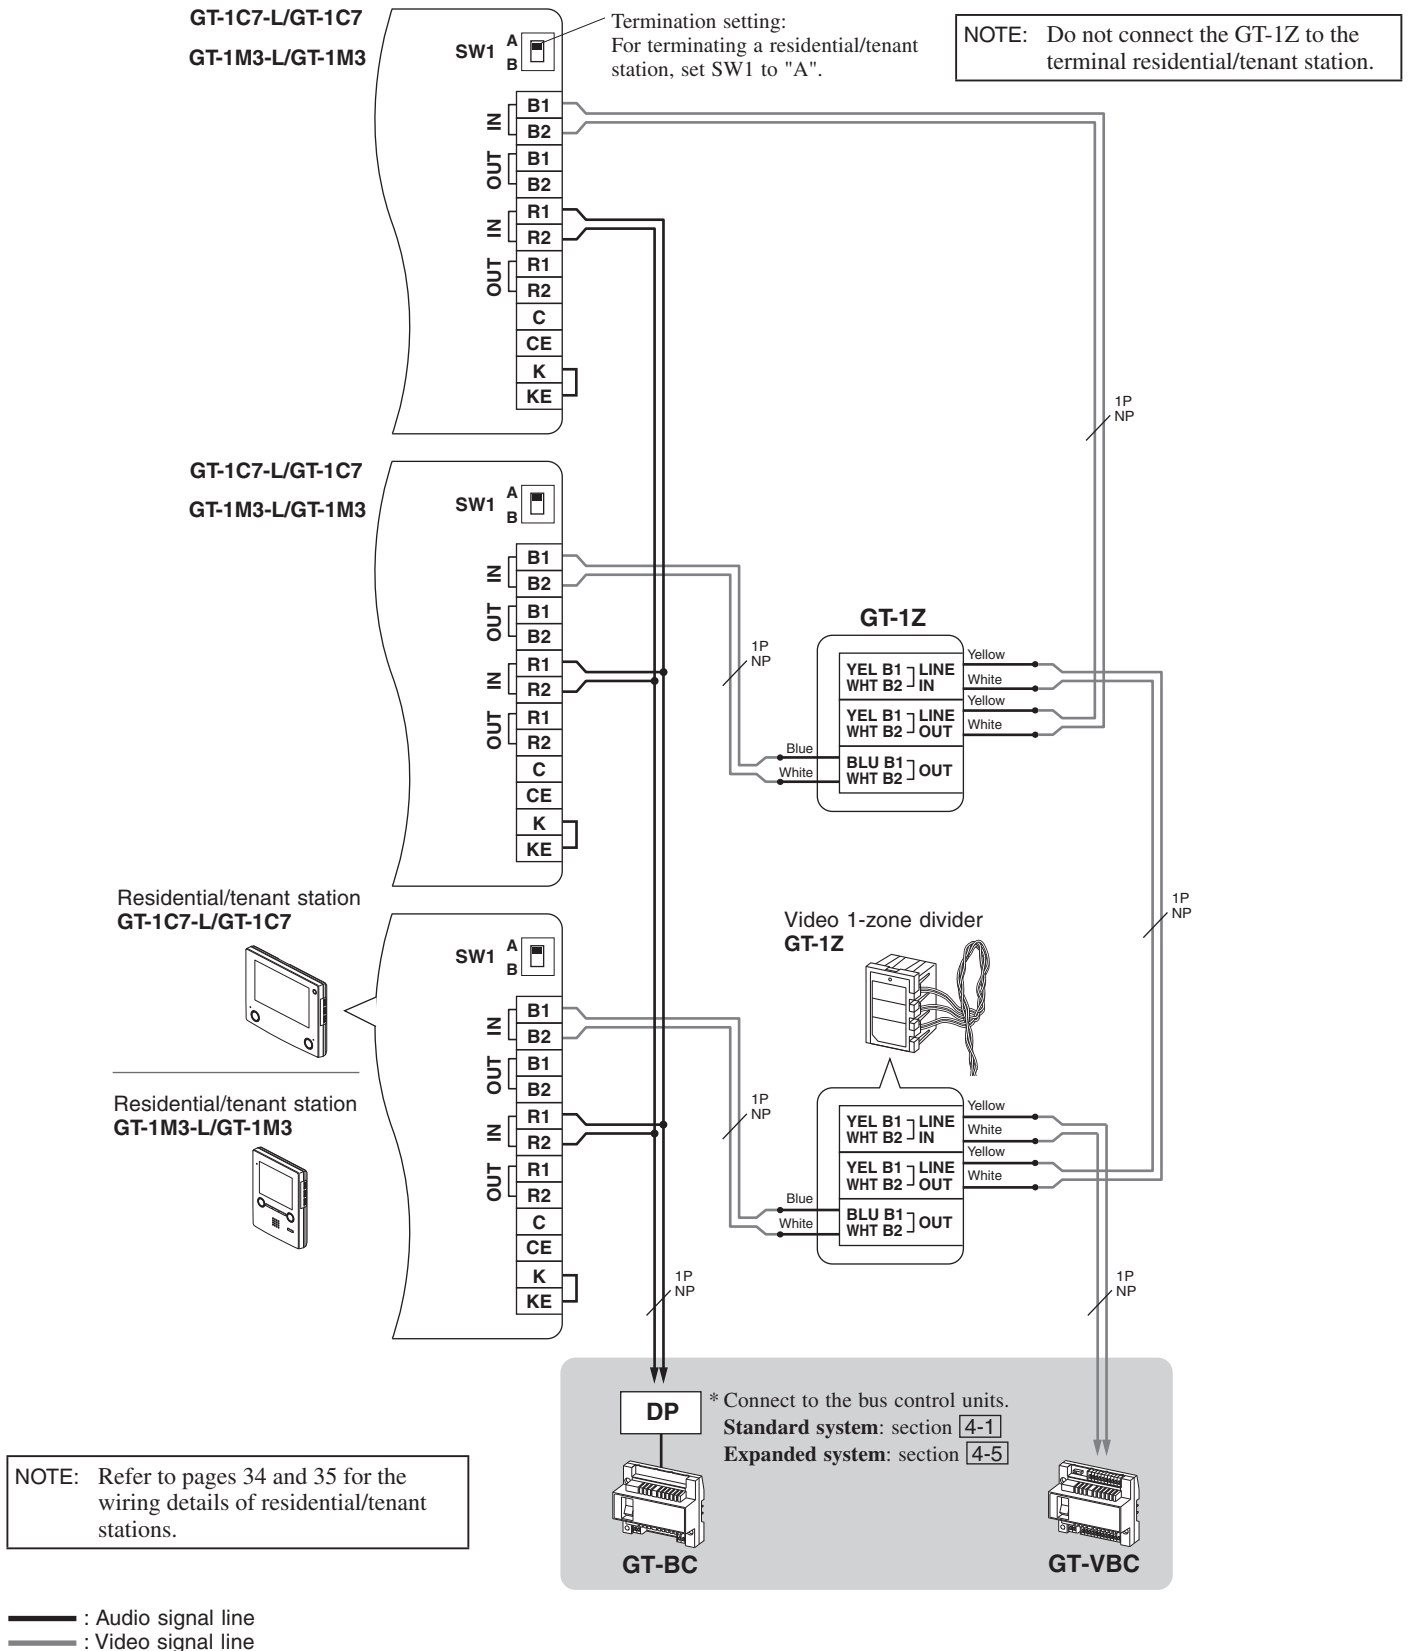 GT-1C7-L/GT-1C7
GT-1M3-L/GT-1M3
SW1
A
B
Termination setting:
For terminating a residential/tenant
station, set SW1 to "A".
NOTE: Do not connect the GT-1Z to the
terminal residential/tenant station.
IN
B1
B2
OUT
B1
B2
IN
R1
R2
OUT
R1
R2
C
CE
K
KE
1P
NP
GT-1C7-L/GT-1C7
GT-1M3-L/GT-1M3
SW1
A
B
IN
B1
B2
OUT
B1
B2
IN
R1
R2
OUT
R1
R2
C
CE
K
KE
1P
NP
GT-1Z
YEL B1 LINE
WHT B2 IN
YEL B1 LINE
WHT B2 OUT
BLU B1 OUT
WHT B2
Yellow
White
Yellow
White
Blue
White
1P
NP
Residential/tenant station
GT-1C7-L/GT-1C7
Residential/tenant station
GT-1M3-L/GT-1M3
SW1
A
B
IN
B1
B2
OUT
B1
B2
IN
R1
R2
OUT
R1
R2
C
CE
K
KE
1P
NP
Video 1-zone divider
GT-1Z
YEL B1 LINE
WHT B2 IN
YEL B1 LINE
WHT B2 OUT
BLU B1 OUT
WHT B2
Yellow
White
Yellow
White
Blue
White
1P
NP
1P
NP
DP
* Connect to the bus control units.
Standard system: section 4-1
Expanded system: section 4-5
GT-BC
GT-VBC
NOTE: Refer to pages 34 and 35 for the
wiring details of residential/tenant
stations.
: Audio signal line
: Video signal line